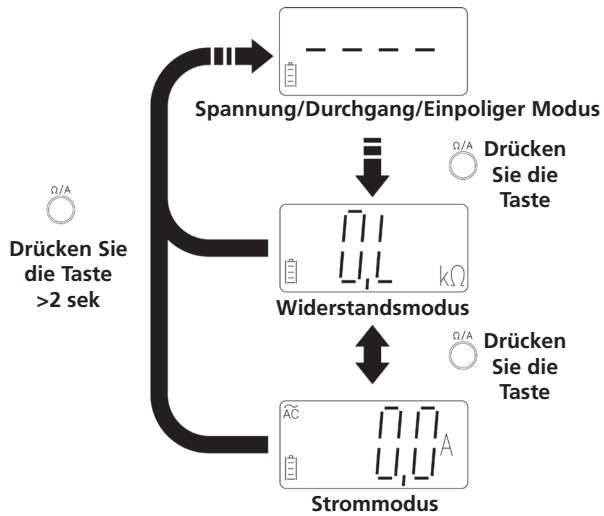 – – – –
Spannung/Durchgang/Einpoliger Modus
Ω/A
Drücken
Sie die
Taste
Ω/A
Drücken Sie
die Taste
>2 sek
0,L kΩ
Widerstandsmodus
Ω/A
Drücken
Sie die
Taste
AC
0,0 A
Strommodus